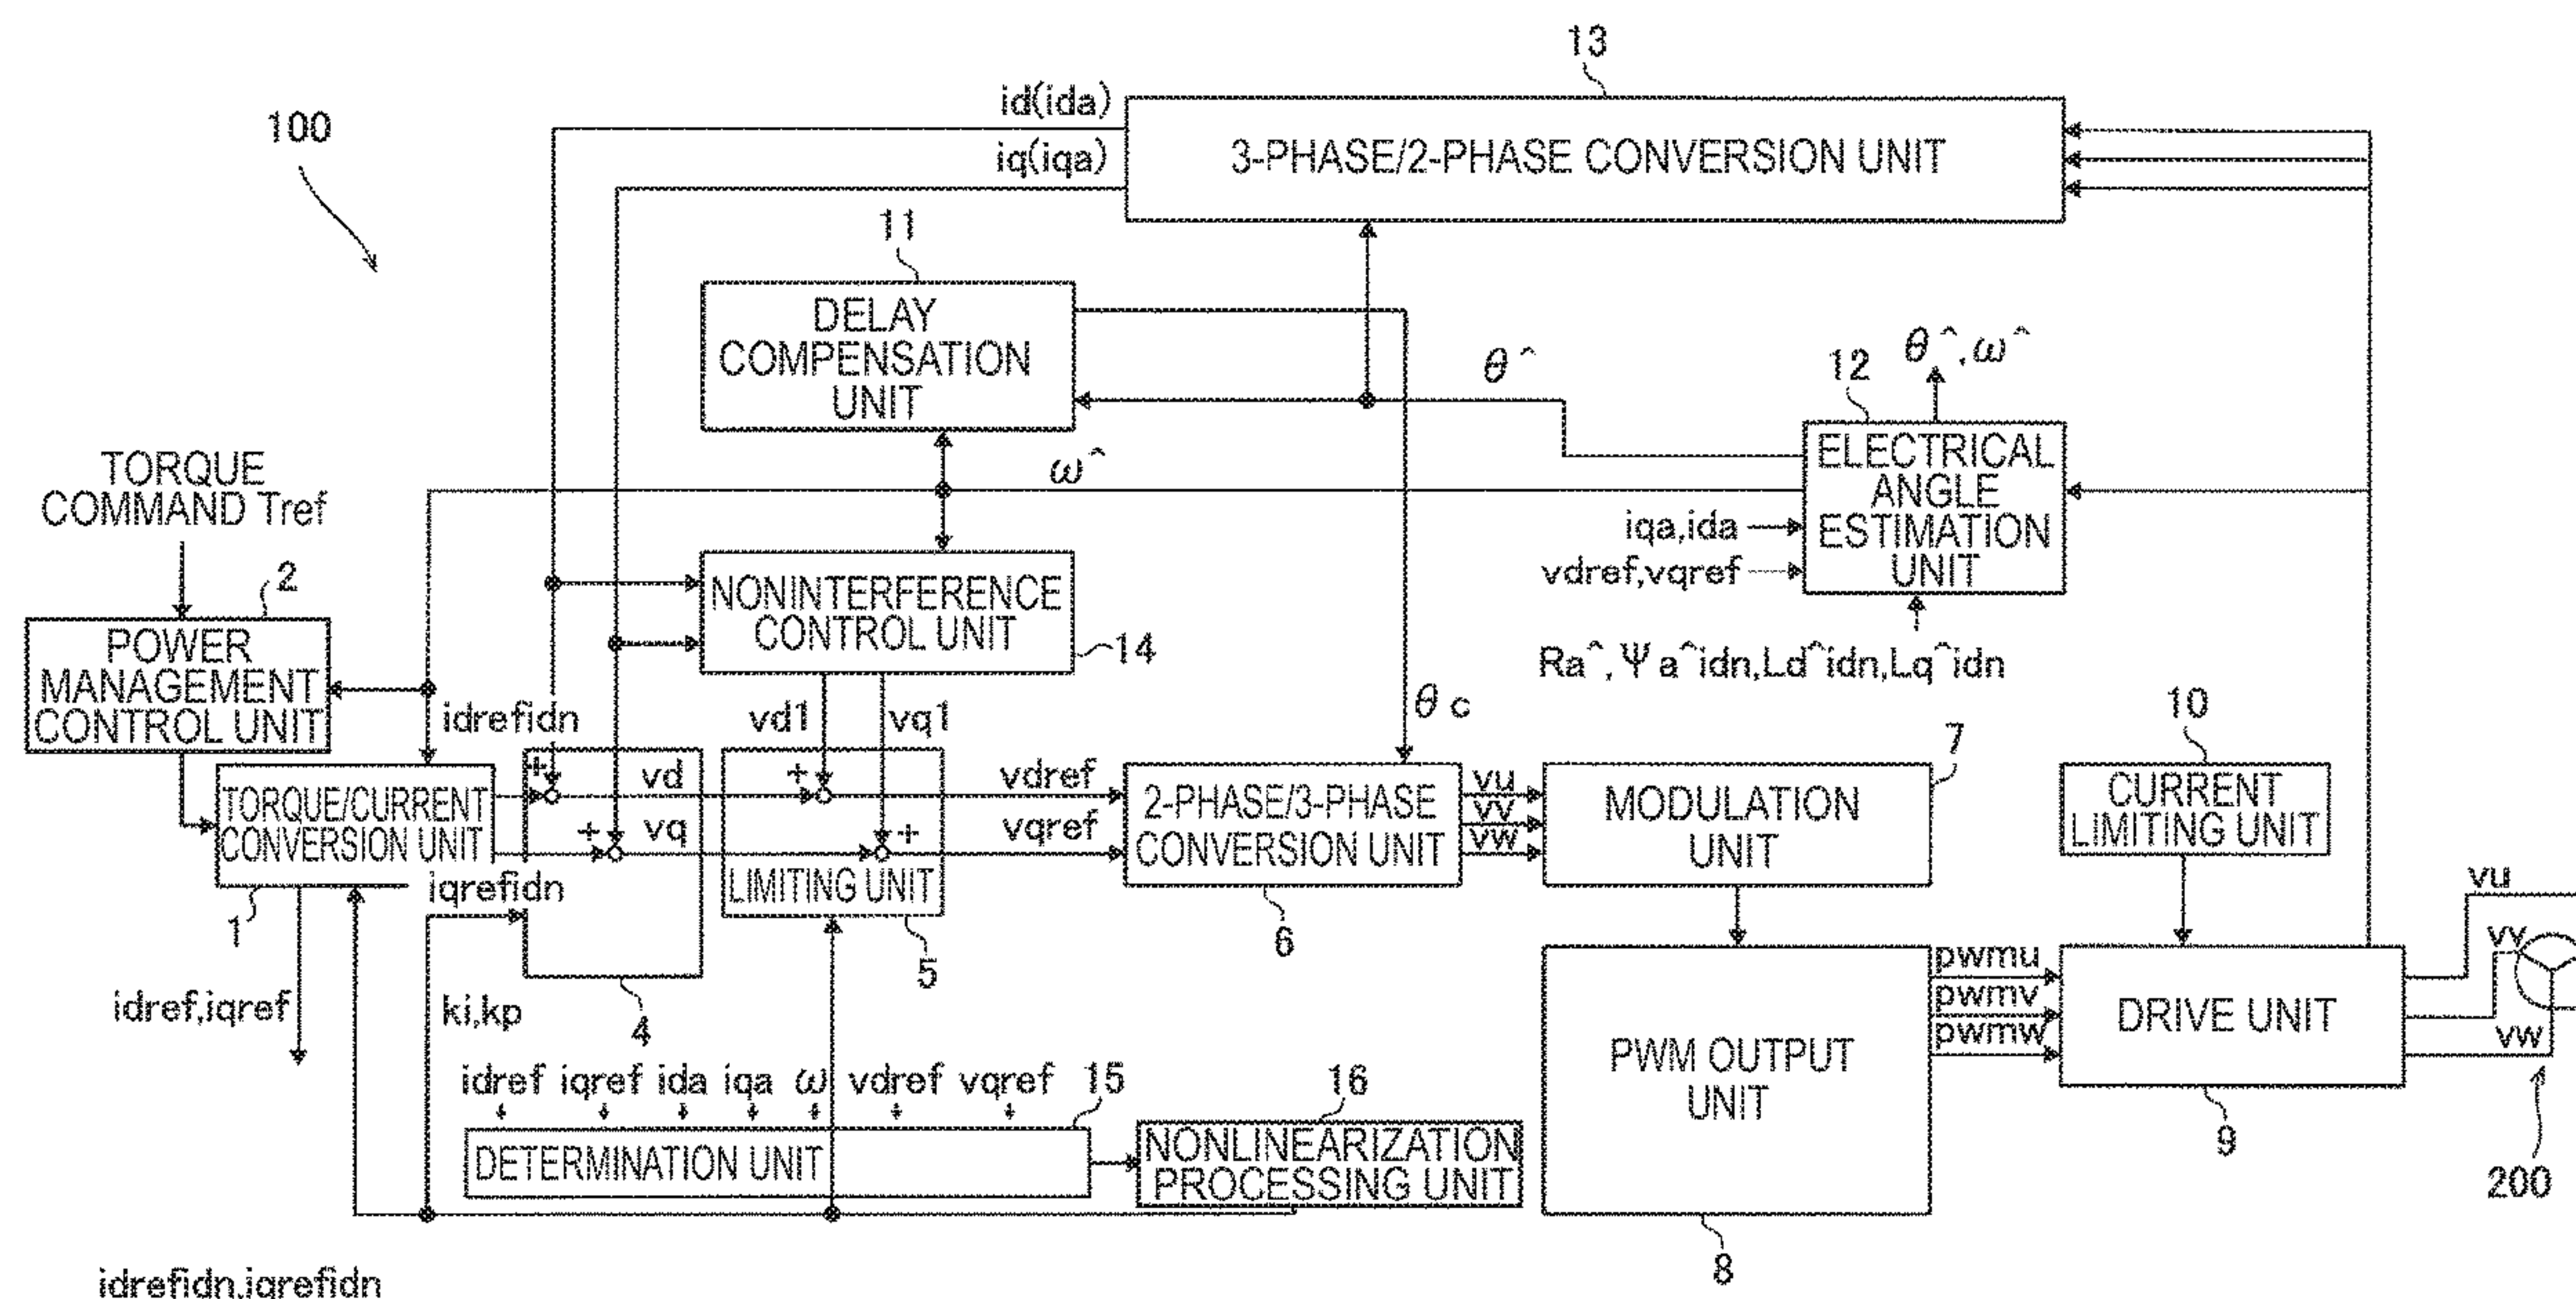 13
id(ida)
iq(iqa)
3-PHASE/2-PHASE CONVERSION UNIT
100
11
DELAY
COMPENSATION
UNIT
θ^
θ^,ω^
12
ELECTRICAL
ANGLE
ESTIMATION
UNIT
ω^
iqa,ida
vdref,vqref
Ra^,Ψa^idn,Ld^idn,Lq^idn
TORQUE
COMMAND Tref
2
POWER
MANAGEMENT
CONTROL UNIT
NONINTERFERENCE
CONTROL UNIT
14
idrefidn
vd1
vq1
θc
TORQUE/CURRENT
CONVERSION UNIT
1
iqrefidn
+
vd
+
vq
4
+
+
LIMITING UNIT
5
vdref
vqref
2-PHASE/3-PHASE
CONVERSION UNIT
6
vu
vv
vw
7
MODULATION
UNIT
10
CURRENT
LIMITING UNIT
idref,iqref
ki,kp
PWM OUTPUT
UNIT
8
pwmu
pwmv
pwmw
DRIVE UNIT
9
vu
vv
vw
200
idref iqref ida iqa ω vdref vqref
15
DETERMINATION UNIT
16
NONLINEARIZATION
PROCESSING UNIT
idrefidn,iqrefidn